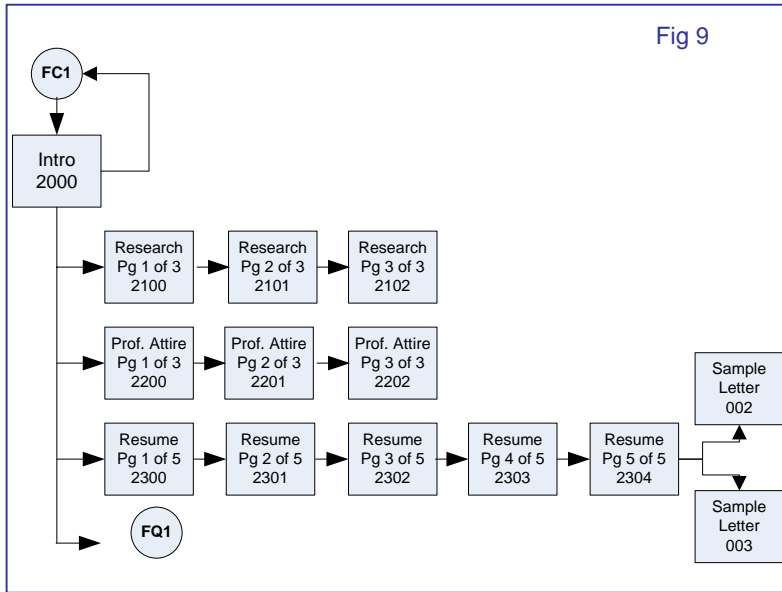 Fig 9
FC1
Intro
2000
Research
Pg 1 of 3
2100
Research
Pg 2 of 3
2101
Research
Pg 3 of 3
2102
Prof. Attire
Pg 1 of 3
2200
Prof. Attire
Pg 2 of 3
2201
Prof. Attire
Pg 3 of 3
2202
Resume
Pg 1 of 5
2300
Resume
Pg 2 of 5
2301
Resume
Pg 3 of 5
2302
Resume
Pg 4 of 5
2303
Resume
Pg 5 of 5
2304
Sample
Letter
002
Sample
Letter
003
FQ1